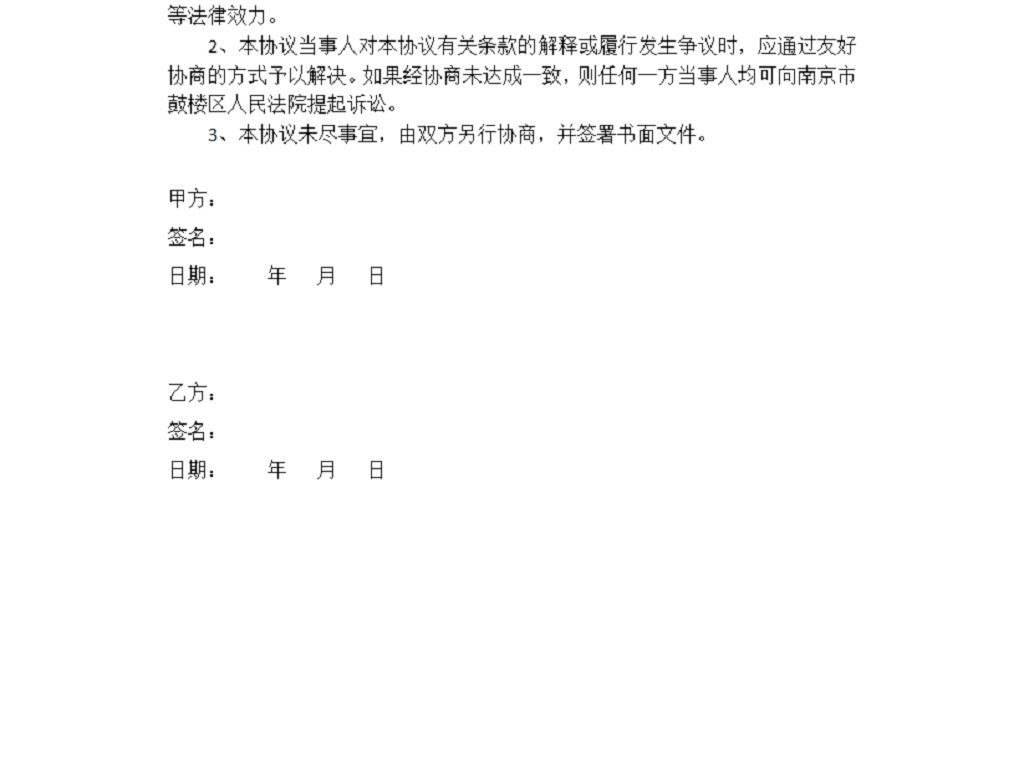 等法律效力。
2、本协议当事人对本协议有关条款的解释或履行发生争议时，应通过友好
协商的方式予以解决。如果经协商未达成一致，则任何一方当事人均可向南京市
鼓楼区人民法院提起诉讼。
3、本协议未尽事宜，由双方另行协商，并签署书面文件。
甲方：
签名：
日期： 年 月 日
乙方：
签名：
日期： 年 月 日